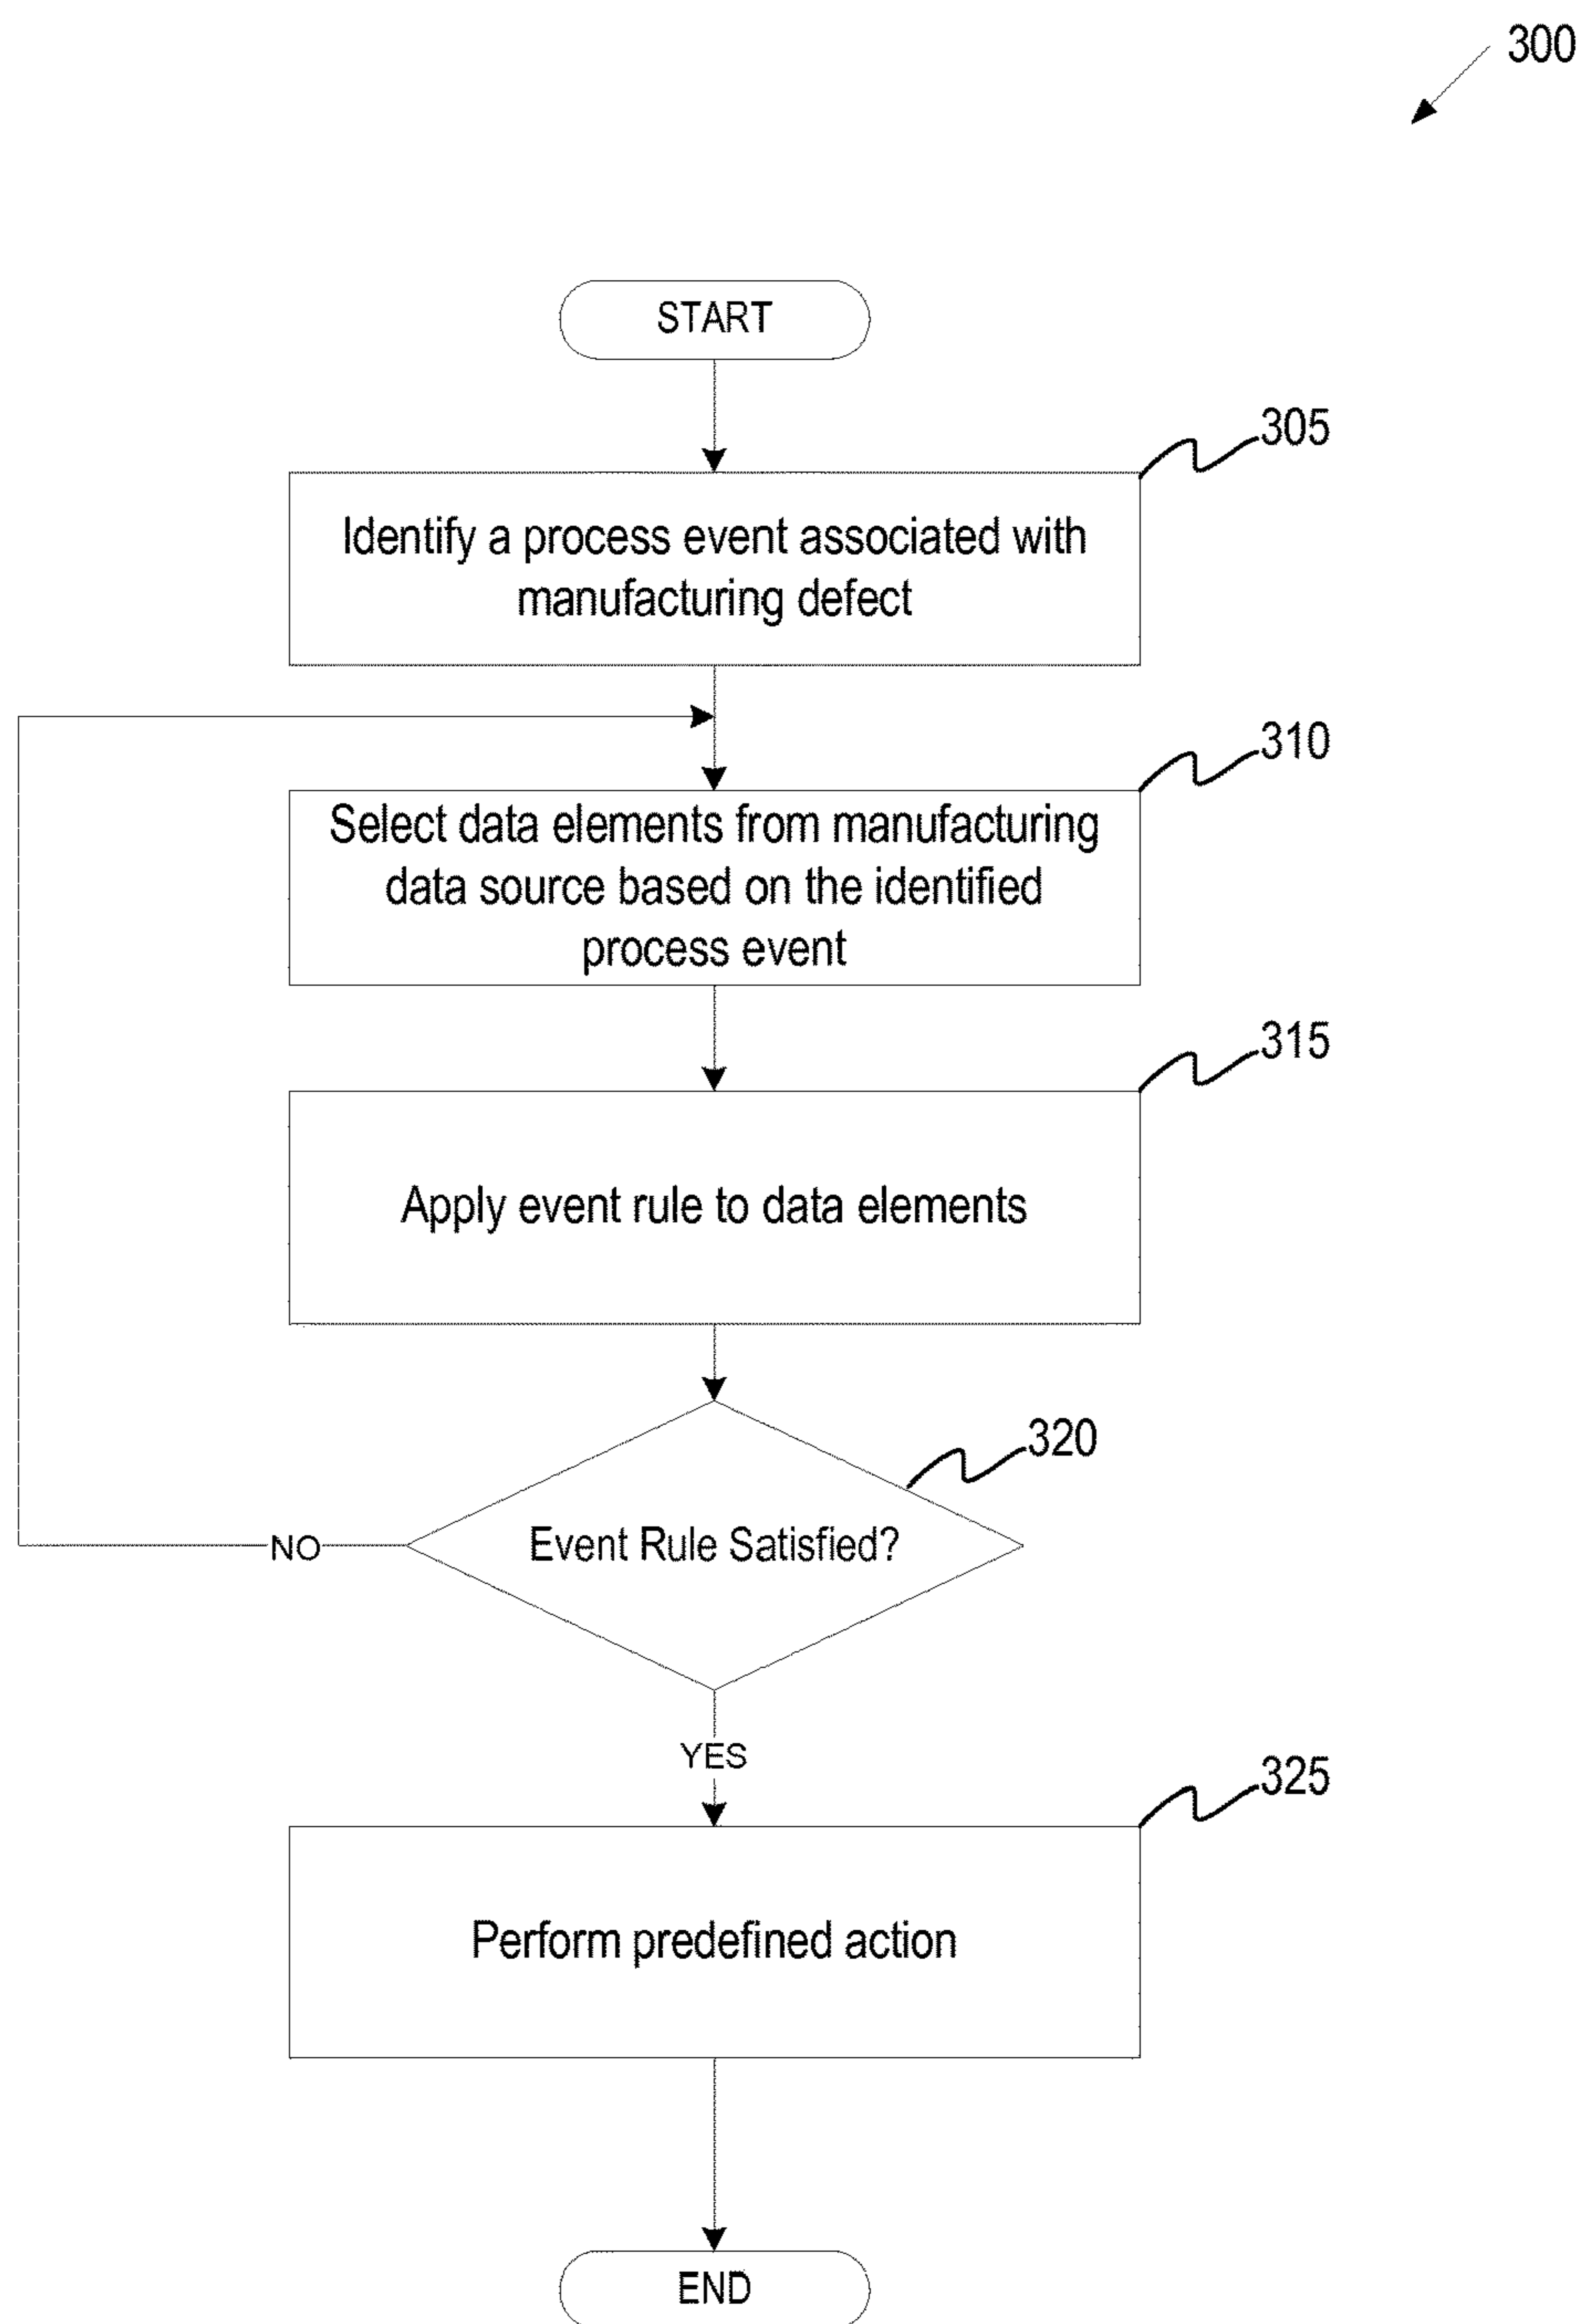 300
START
305
Identify a process event associated with
manufacturing defect
310
Select data elements from manufacturing
data source based on the identified
process event
315
Apply event rule to data elements
320
Event Rule Satisfied?
NO
YES
325
Perform predefined action
END